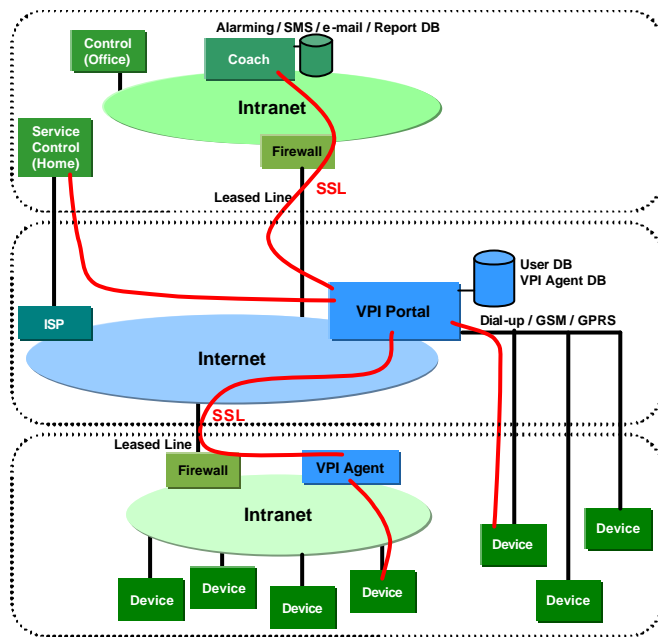 Alarming / SMS / e-mail / Report DB
Control
(Office)
Coach
Intranet
Service
Control
(Home)
Firewall
Leased Line
SSL
User DB
VPI Agent DB
ISP
VPI Portal
Dial-up / GSM / GPRS
Internet
SSL
Leased Line
Firewall
VPI Agent
Intranet
Device
Device
Device
Device
Device
Device
Device